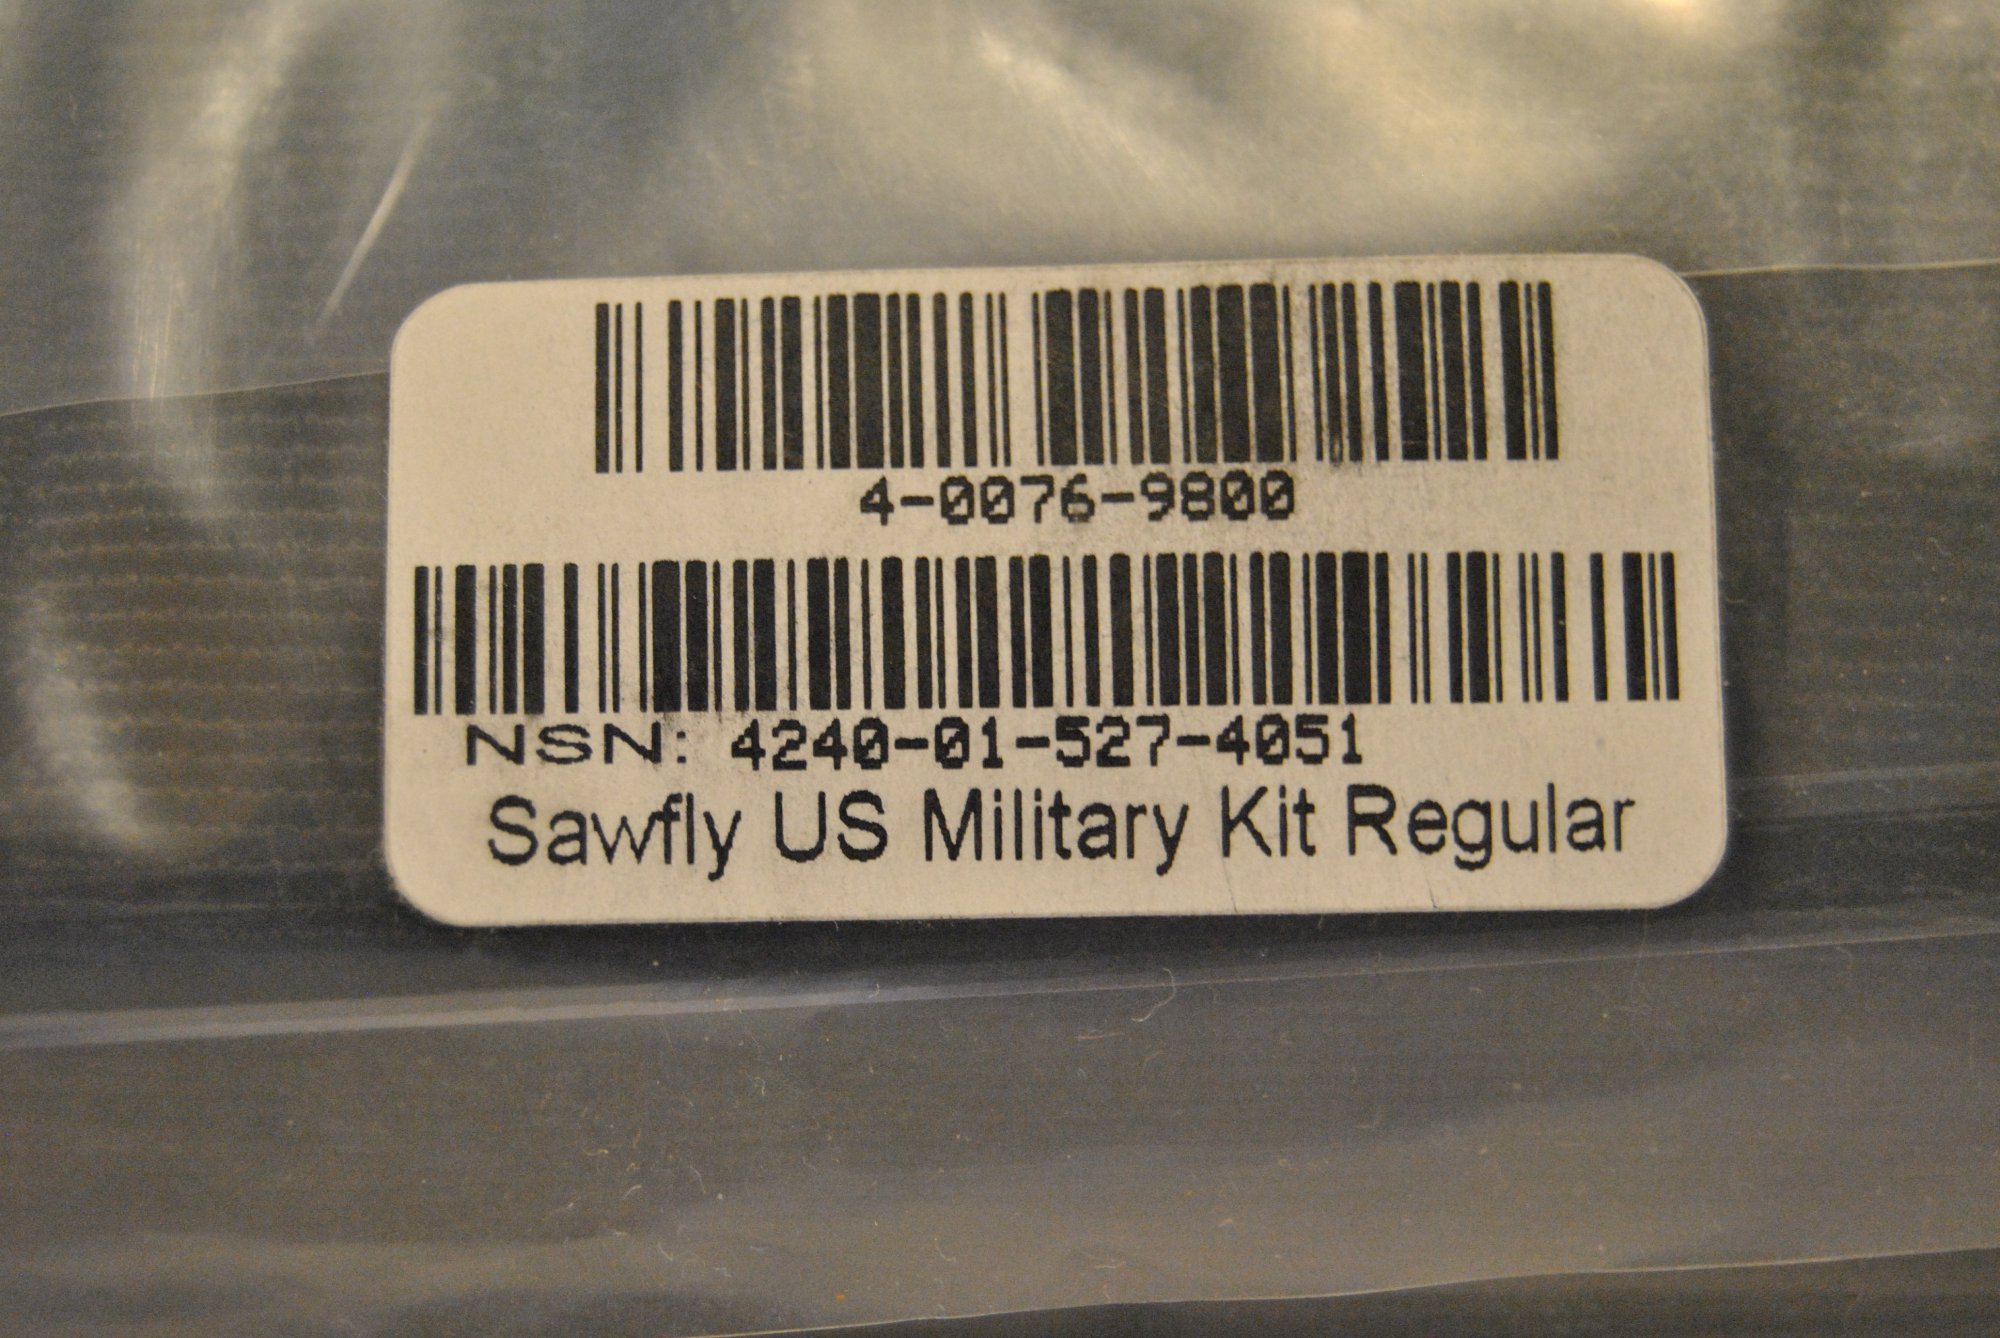 4-0076-9800
NSN: 4240-01-527-4051
Sawfly US Military Kit Regular